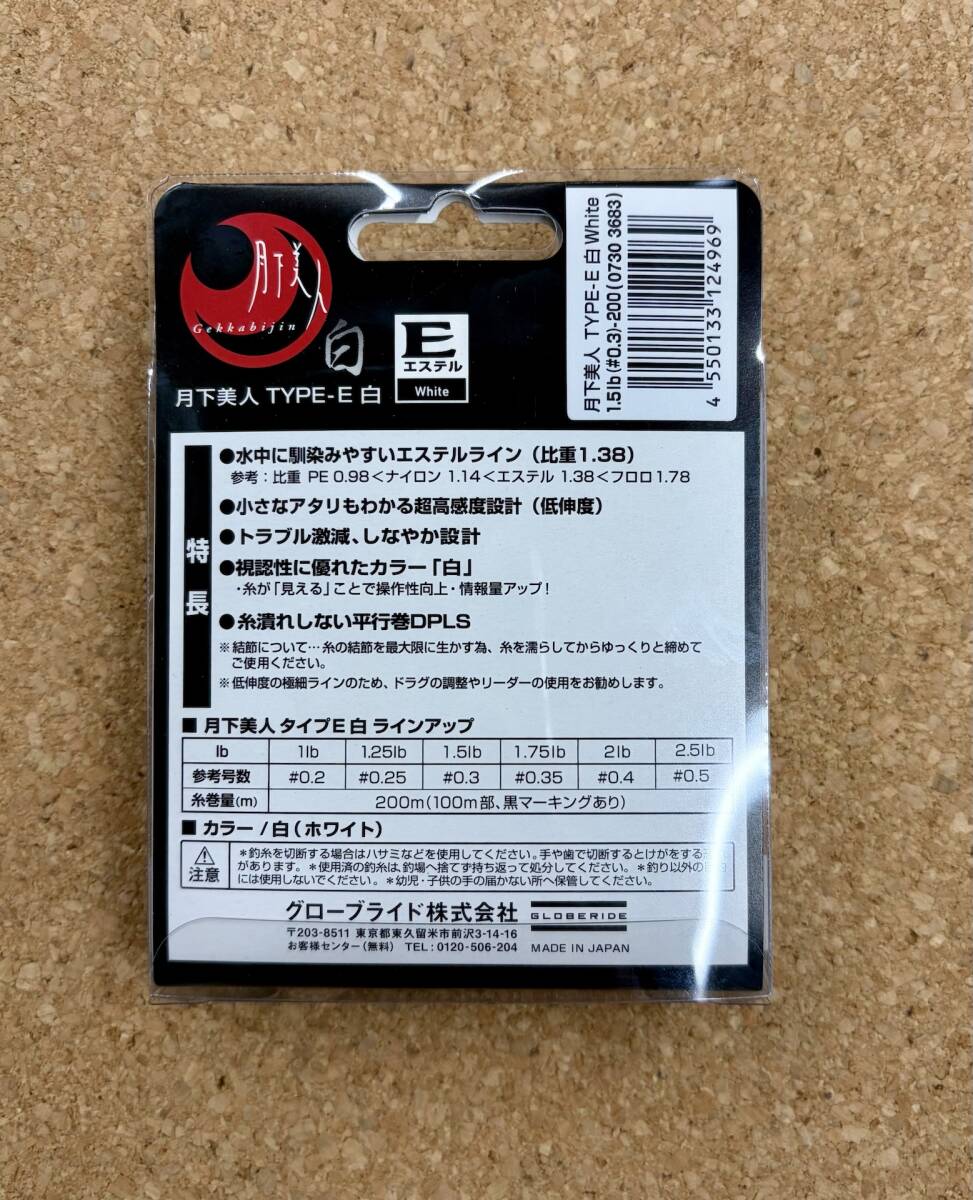 月下美人
Gekkabijin
白
E
エステル
White
月下美人 TYPE-E 白
月下美人 TYPE-E 白 White
1.5lb(#0.3)-200(0730 3683)
4 550133 124969
特長
●水中に馴染みやすいエステルライン(比重1.38)
参考:比重 PE 0.98<ナイロン 1.14<エステル 1.38<フロロ1.78
●小さなアタリもわかる超高感度設計(低伸度)
●トラブル激減、しなやか設計
●視認性に優れたカラー「白」
・糸が「見える」ことで操作性向上・情報量アップ!
●糸潰れしない平行巻DPLS
※結節について…糸の結節を最大限に生かす為、糸を濡らしてからゆっくりと締めて
ご使用ください。
※低伸度の極細ラインのため、ドラグの調整やリーダーの使用をお勧めします。
■ 月下美人 タイプE 白 ラインアップ
lb 1lb 1.25lb 1.5lb 1.75lb 2lb 2.5lb
参考号数 #0.2 #0.25 #0.3 #0.35 #0.4 #0.5
糸巻量(m) 200m(100m部、黒マーキングあり)
■ カラー/白(ホワイト)
注意
＊釣糸を切断する場合はハサミなどを使用してください。手や歯で切断するとけがをする
があります。＊使用済の釣糸は、釣場へ捨てず持ち返って処分してください。＊釣り以外の
には使用しないでください。＊幼児・子供の手の届かない所へ保管してください。
グローブライド株式会社
GLOBERIDE
〒203-8511 東京都東久留米市前沢3-14-16
お客様センター(無料) TEL:0120-506-204
MADE IN JAPAN